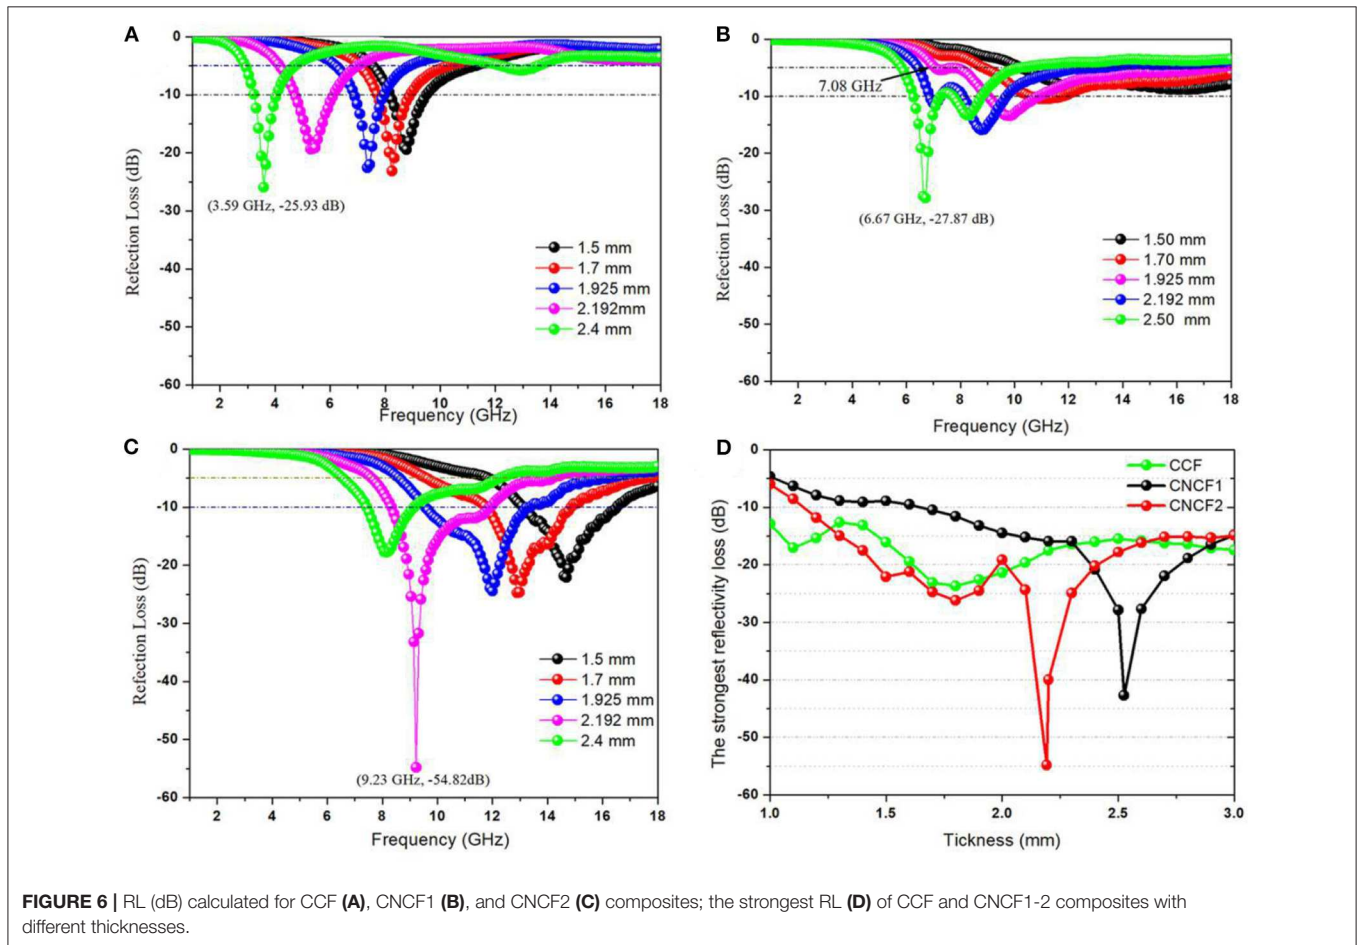 A
0
-10
-20
-30
-40
-50
-60
Refection Loss (dB)
(3.59 GHz, -25.93 dB)
1.5 mm
1.7 mm
1.925 mm
2.192mm
2.4 mm
2 4 6 8 10 12 14 16 18
Frequency (GHz)
B
0
-10
-20
-30
-40
-50
-60
Refection Loss (dB)
7.08 GHz
(6.67 GHz, -27.87 dB)
1.50 mm
1.70 mm
1.925 mm
2.192 mm
2.50 mm
2 4 6 8 10 12 14 16 18
Frequency (GHz)
C
0
-10
-20
-30
-40
-50
-60
Refection Loss (dB)
(9.23 GHz, -54.82dB)
1.5 mm
1.7 mm
1.925 mm
2.192 mm
2.4 mm
2 4 6 8 10 12 14 16 18
Frequency (GHz)
D
0
-10
-20
-30
-40
-50
-60
The strongest reflectivity loss (dB)
CCF
CNCF1
CNCF2
1.0 1.5 2.0 2.5 3.0
Tickness (mm)
FIGURE 6 | RL (dB) calculated for CCF (A), CNCF1 (B), and CNCF2 (C) composites; the strongest RL (D) of CCF and CNCF1-2 composites with
different thicknesses.